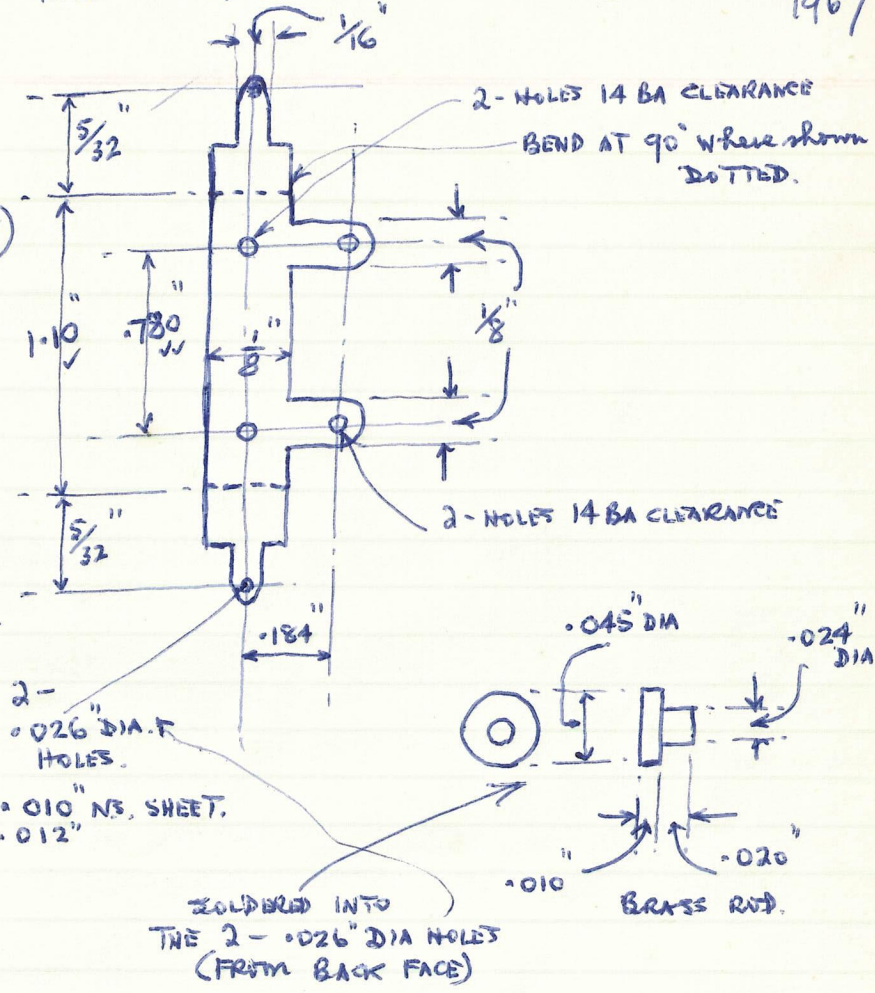 196/
1/16"
2-HOLES 14 BA CLEARANCE
BEND AT 90° where shown
DOTTED.
5/32"
1.10"
.780"
1/8"
1/8"
2-HOLES 14 BA CLEARANCE
5/32"
.184"
.045" DIA
.024"
DIA
2-
.026" DIA.
HOLES.
.010" NS. SHEET.
.012"
.010"
.020"
BRASS ROD.
SOLDERED INTO
THE 2 - .026" DIA HOLES
(FROM BACK FACE)